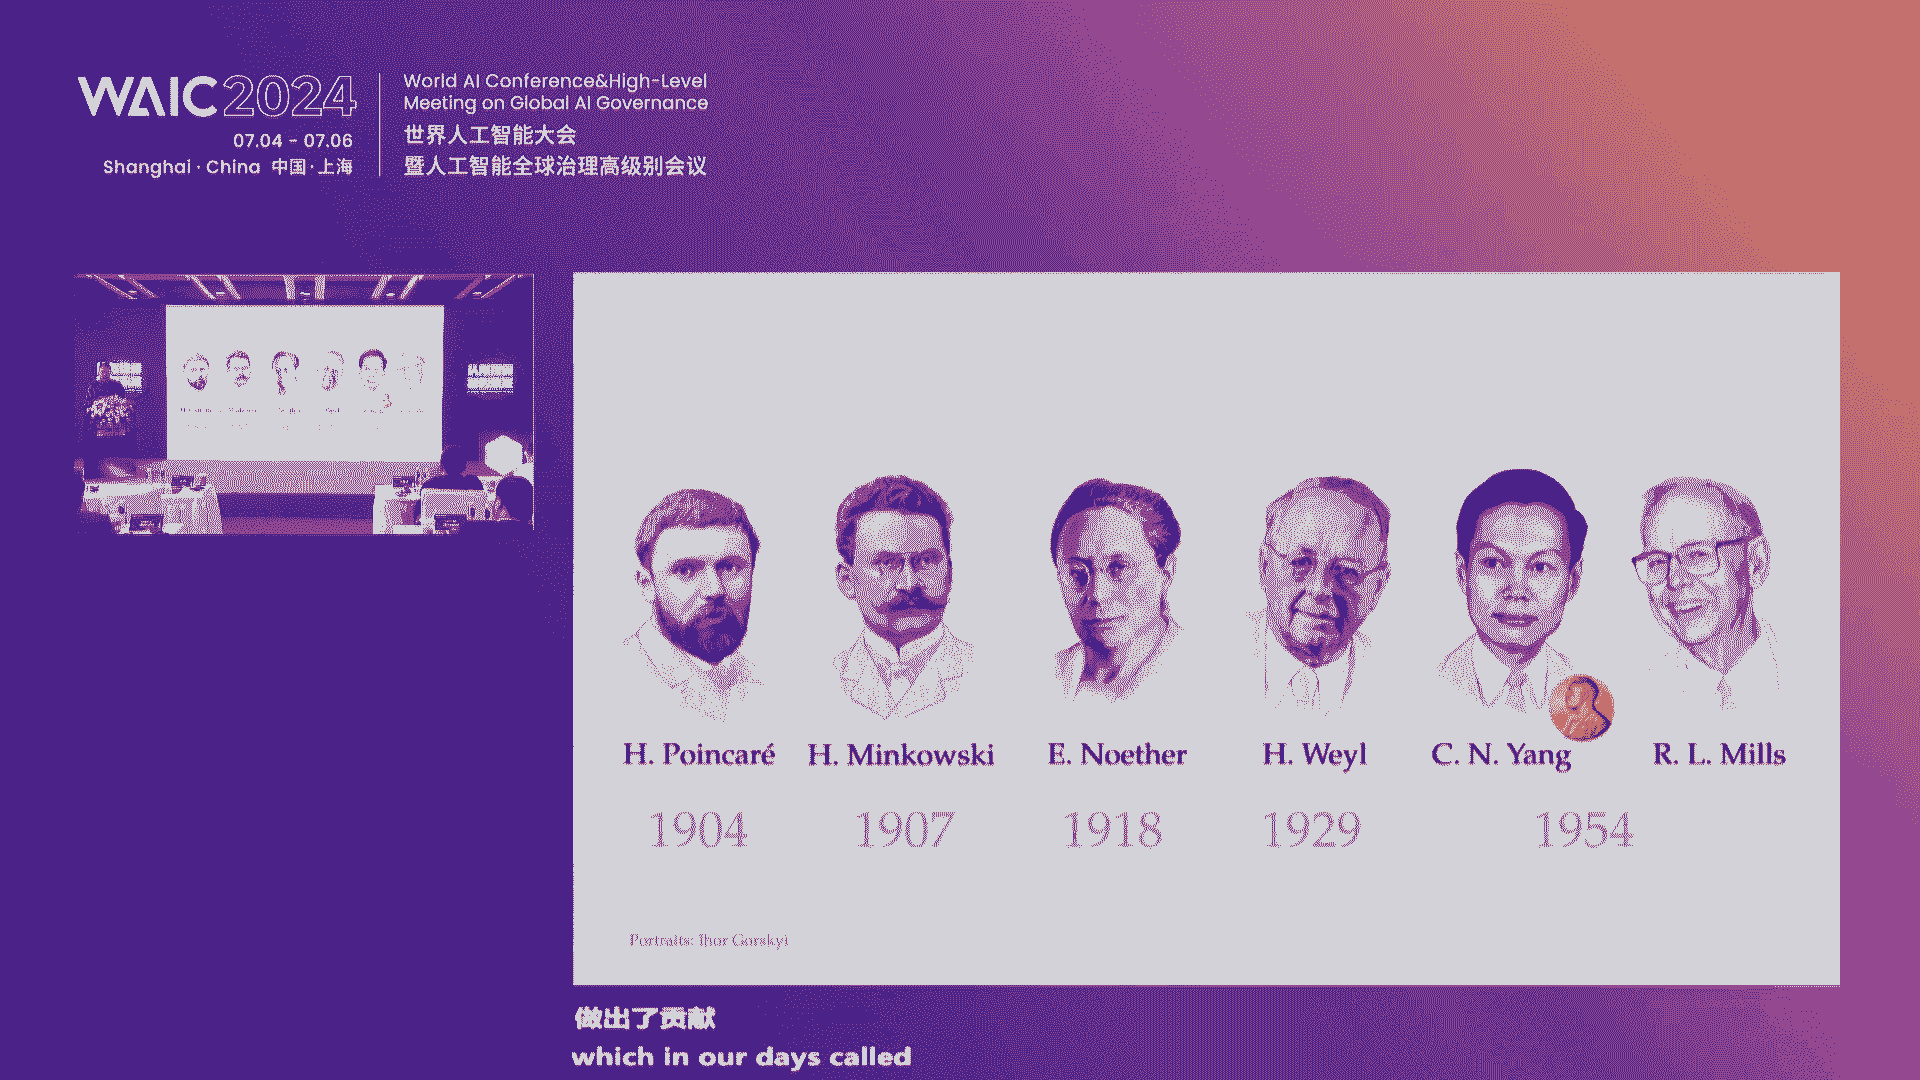 WAIC 2024
07.04 - 07.06
Shanghai · China 中国·上海
World AI Conference&High-Level
Meeting on Global AI Governance
世界人工智能大会
暨人工智能全球治理高级别会议
H. Poincaré
H. Minkowski
E. Noether
H. Weyl
C. N. Yang
R. L. Mills
1904
1907
1918
1929
1954
Portraits: Ihor Gorskyi
做出了贡献
which in our days called